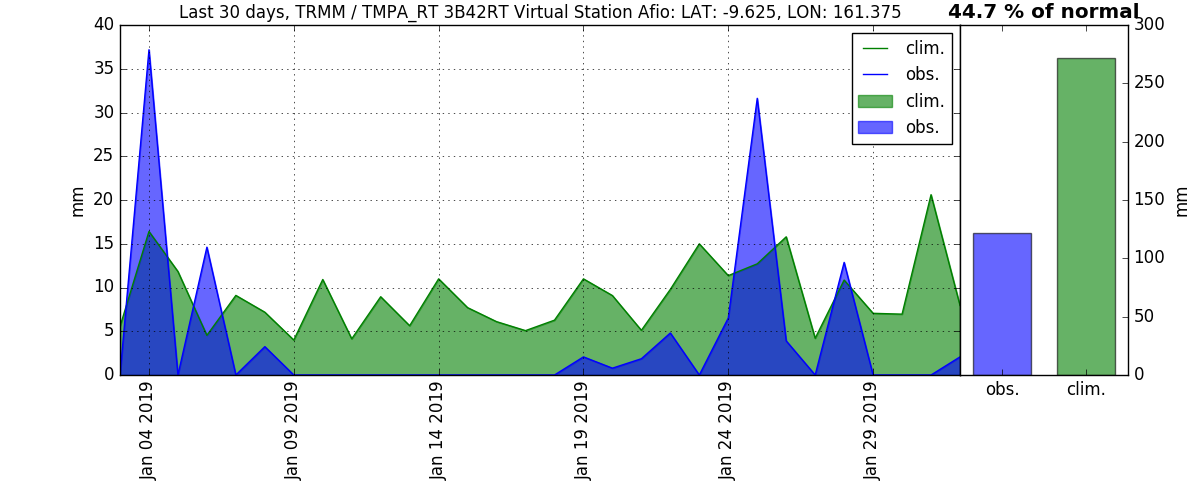 Last 30 days, TRMM / TMPA_RT 3B42RT Virtual Station Afio: LAT: -9.625, LON: 161.375
44.7 % of normal
40
35
30
25
20
15
10
5
0
mm
clim.
obs.
clim.
obs.
Jan 04 2019
Jan 09 2019
Jan 14 2019
Jan 19 2019
Jan 24 2019
Jan 29 2019
300
250
200
150
100
50
0
mm
obs.
clim.